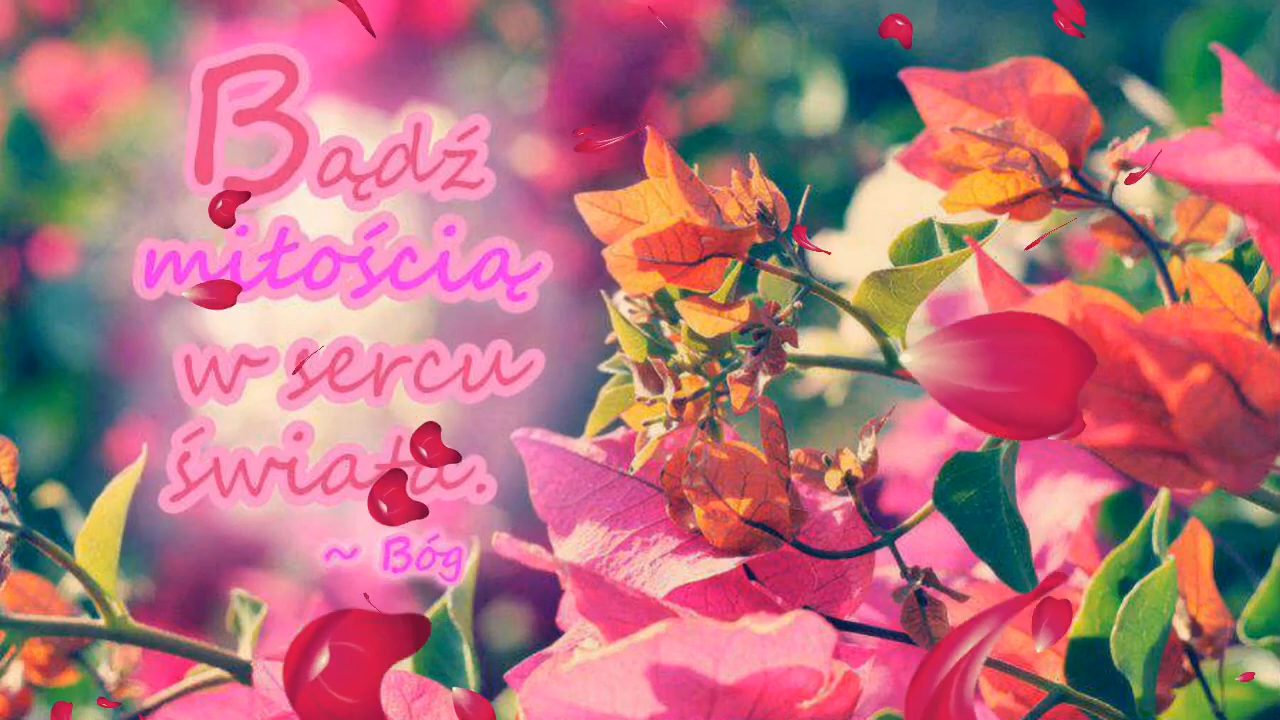 Bądź
miłością
w sercu
świata.
~ Bóg